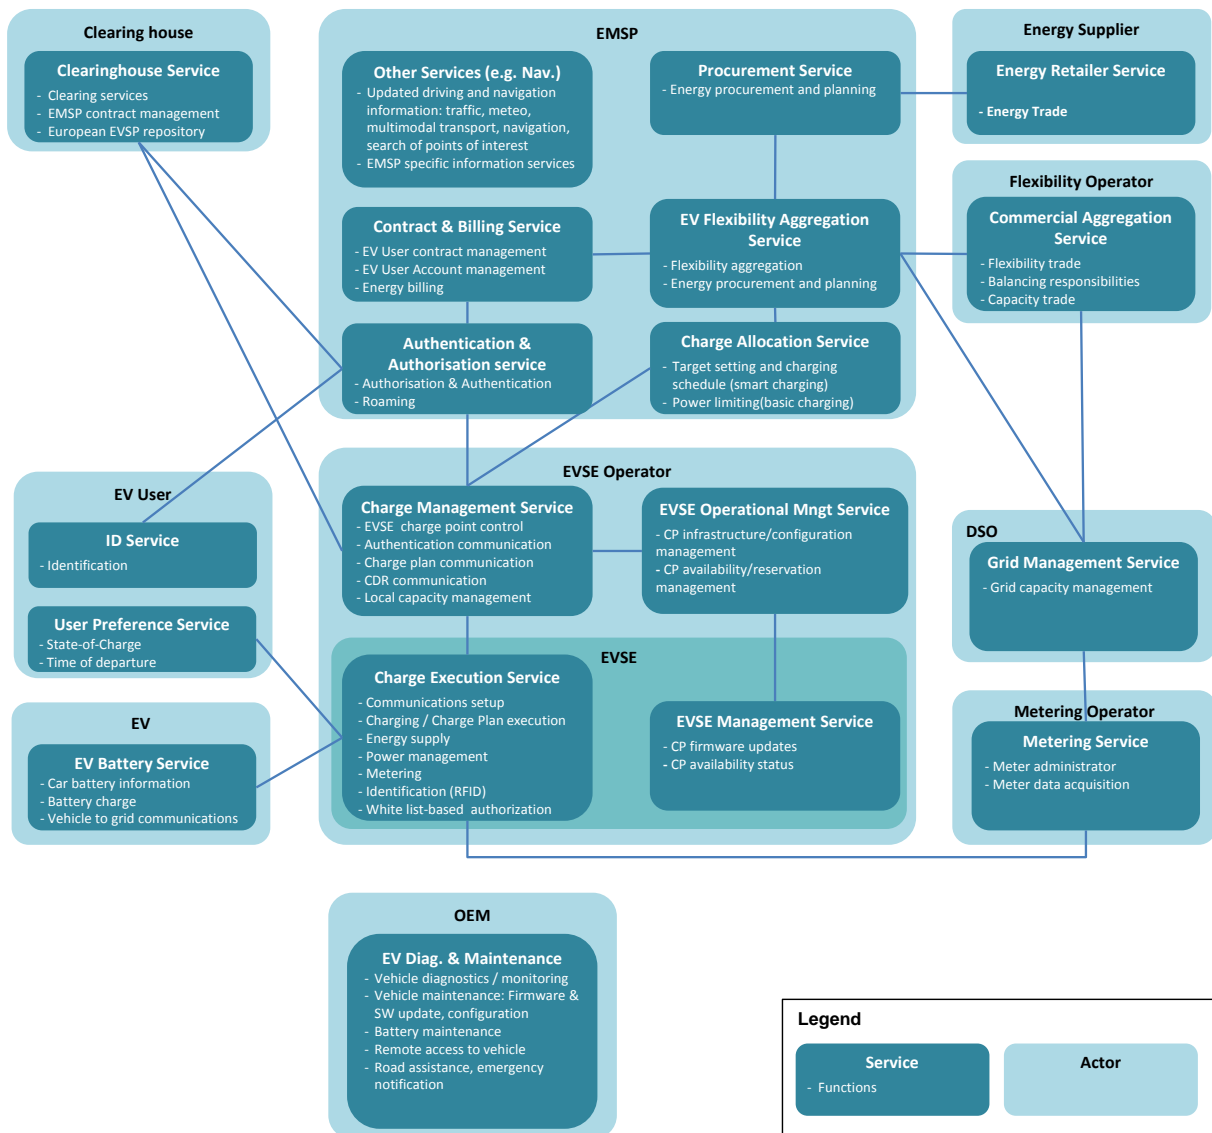 Clearing house
Clearinghouse Service
- Clearing services
- EMSP contract management
- European EVSP repository
EMSP
Other Services (e.g. Nav.)
- Updated driving and navigation
information: traffic, meteo,
multimodal transport, navigation,
search of points of interest
- EMSP specific information services
Procurement Service
- Energy procurement and planning
Contract & Billing Service
- EV User contract management
- EV User Account management
- Energy billing
EV Flexibility Aggregation
Service
- Flexibility aggregation
- Energy procurement and planning
Authentication &
Authorisation service
- Authorisation & Authentication
- Roaming
Charge Allocation Service
- Target setting and charging
schedule (smart charging)
- Power limiting(basic charging)
Energy Supplier
Energy Retailer Service
- Energy Trade
Flexibility Operator
Commercial Aggregation
Service
- Flexibility trade
- Balancing responsibilities
- Capacity trade
EV User
ID Service
- Identification
User Preference Service
- State-of-Charge
- Time of departure
EV
EV Battery Service
- Car battery information
- Battery charge
- Vehicle to grid communications
EVSE Operator
Charge Management Service
- EVSE charge point control
- Authentication communication
- Charge plan communication
- CDR communication
- Local capacity management
EVSE Operational Mngt Service
- CP infrastructure/configuration
management
- CP availability/reservation
management
EVSE
Charge Execution Service
- Communications setup
- Charging / Charge Plan execution
- Energy supply
- Power management
- Metering
- Identification (RFID)
- White list-based authorization
EVSE Management Service
- CP firmware updates
- CP availability status
DSO
Grid Management Service
- Grid capacity management
Metering Operator
Metering Service
- Meter administrator
- Meter data acquisition
OEM
EV Diag. & Maintenance
- Vehicle diagnostics / monitoring
- Vehicle maintenance: Firmware &
SW update, configuration
- Battery maintenance
- Remote access to vehicle
- Road assistance, emergency
notification
Legend
Service
- Functions
Actor